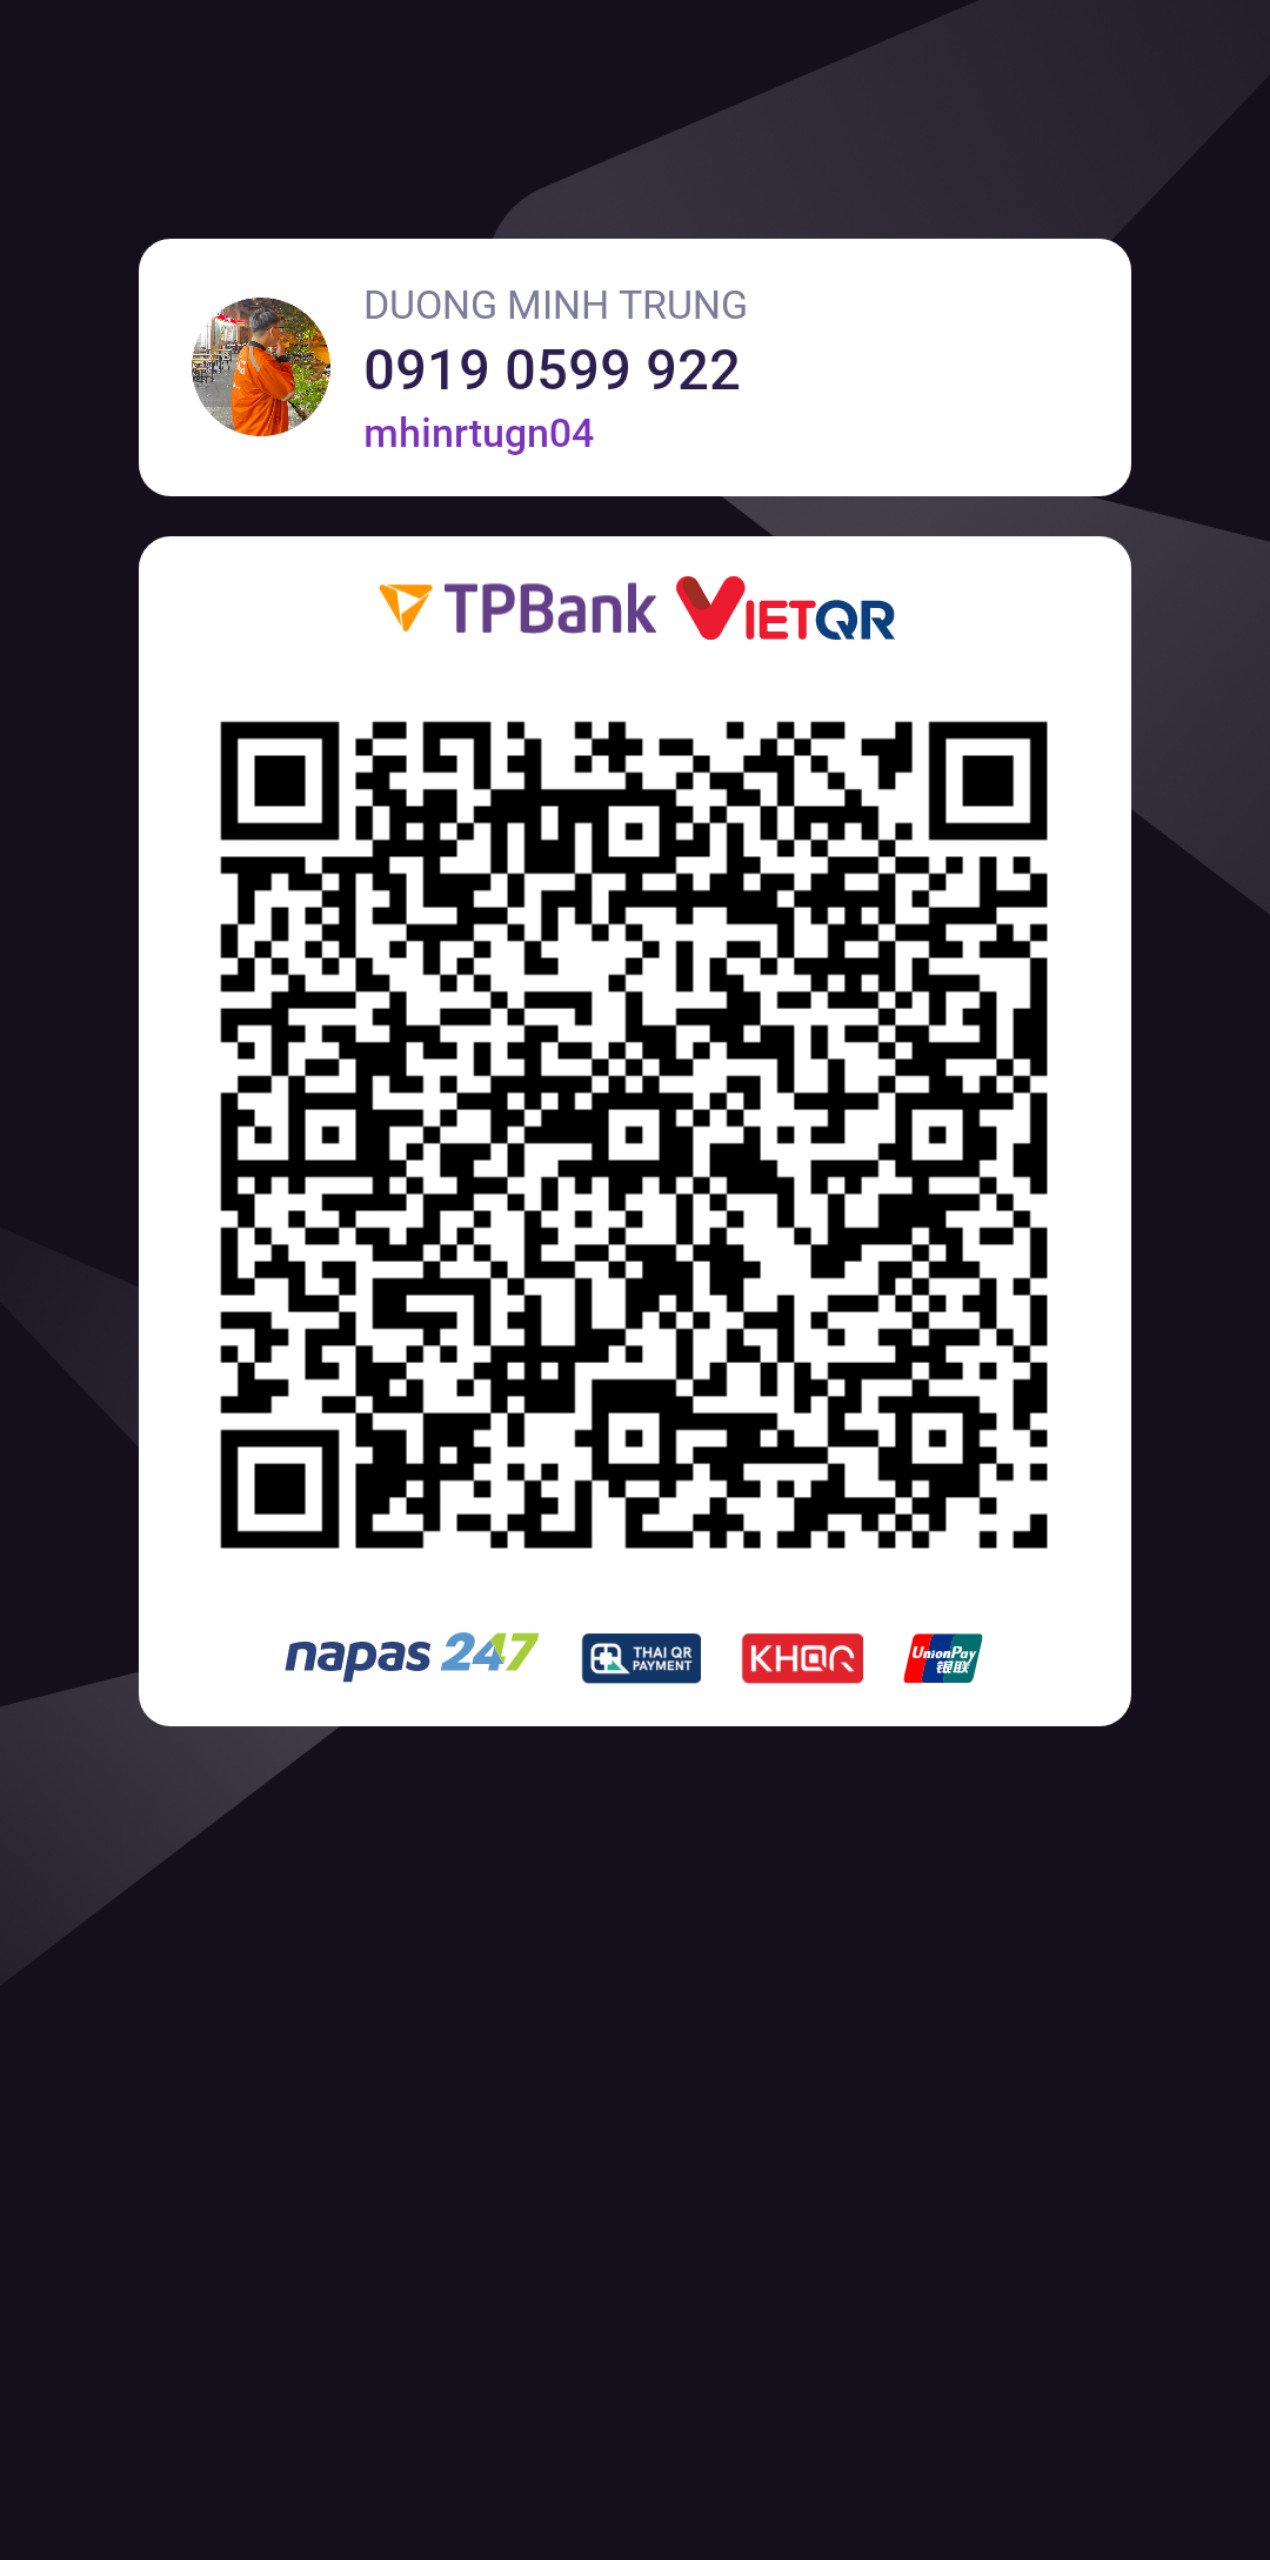 DUONG MINH TRUNG
0919 0599 922
mhinrtugn04
TPBank VIETQR
napas 247 THAI QR PAYMENT KHQR UnionPay 银联